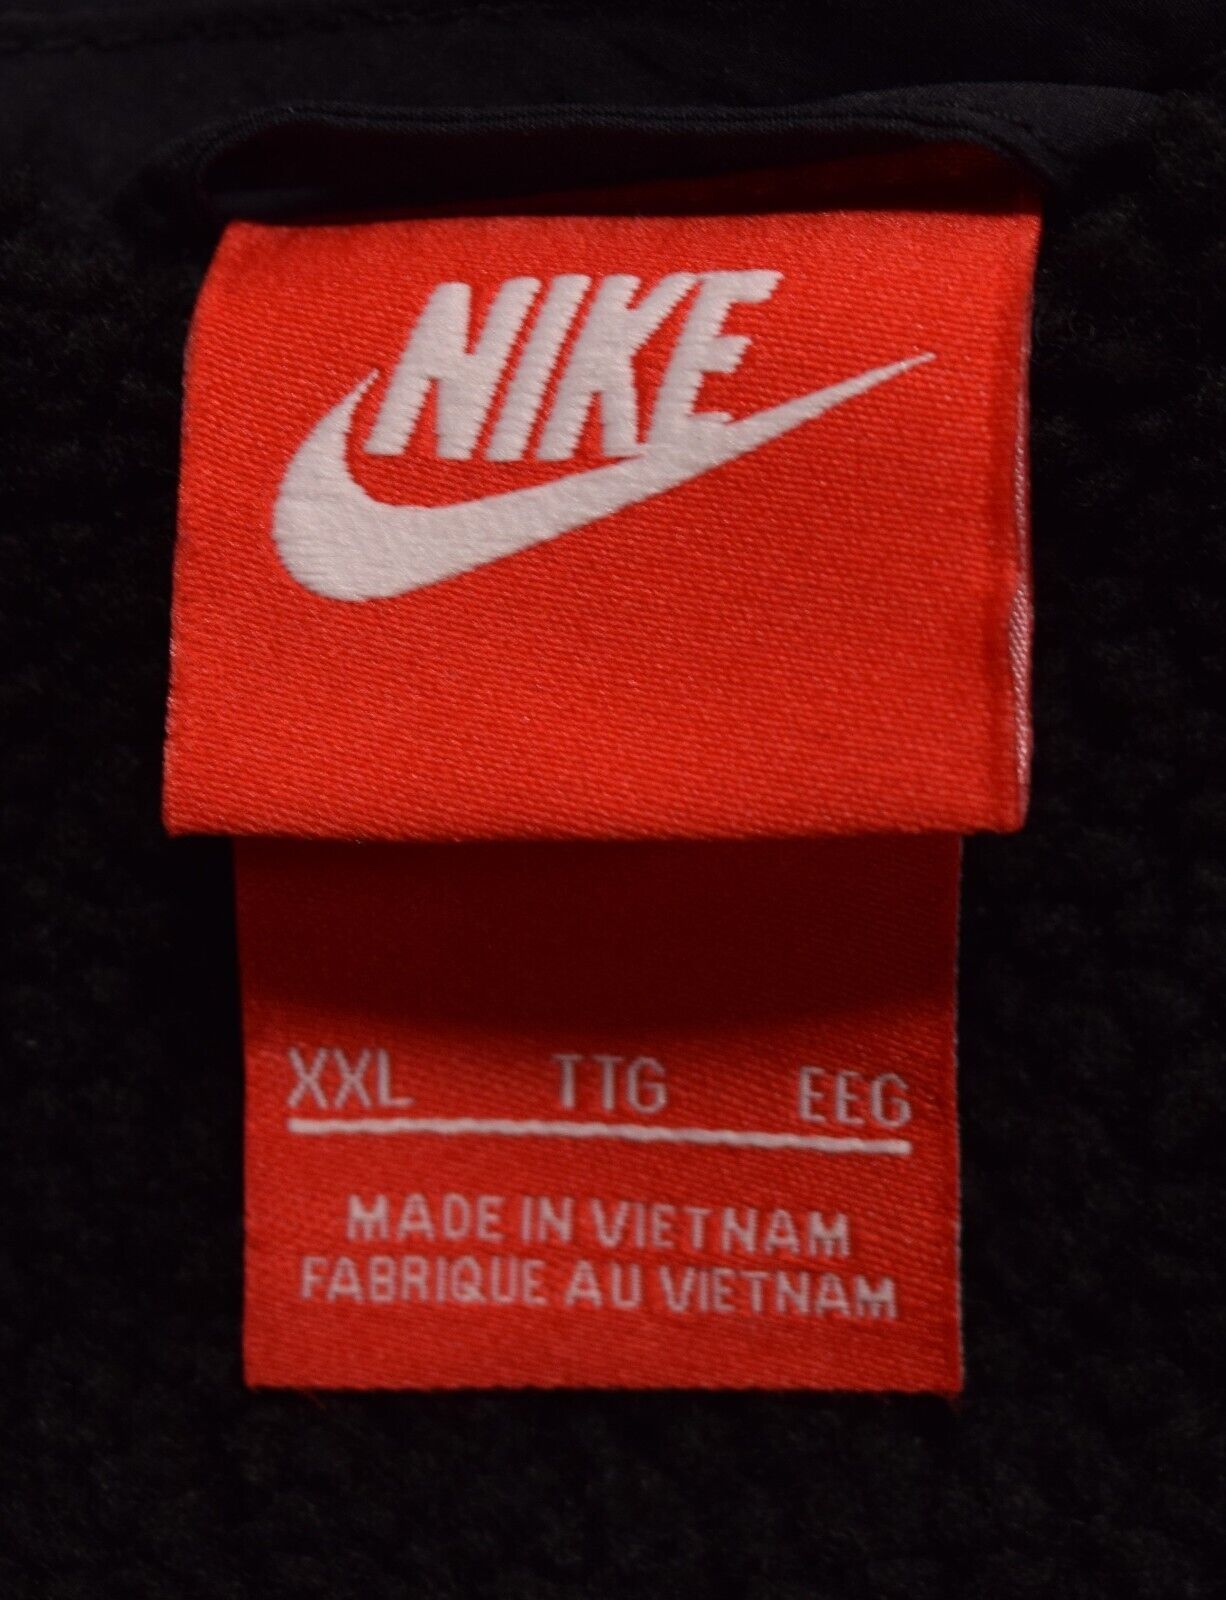 NIKE
XXL TTG EEG
MADE IN VIETNAM
FABRIQUE AU VIETNAM